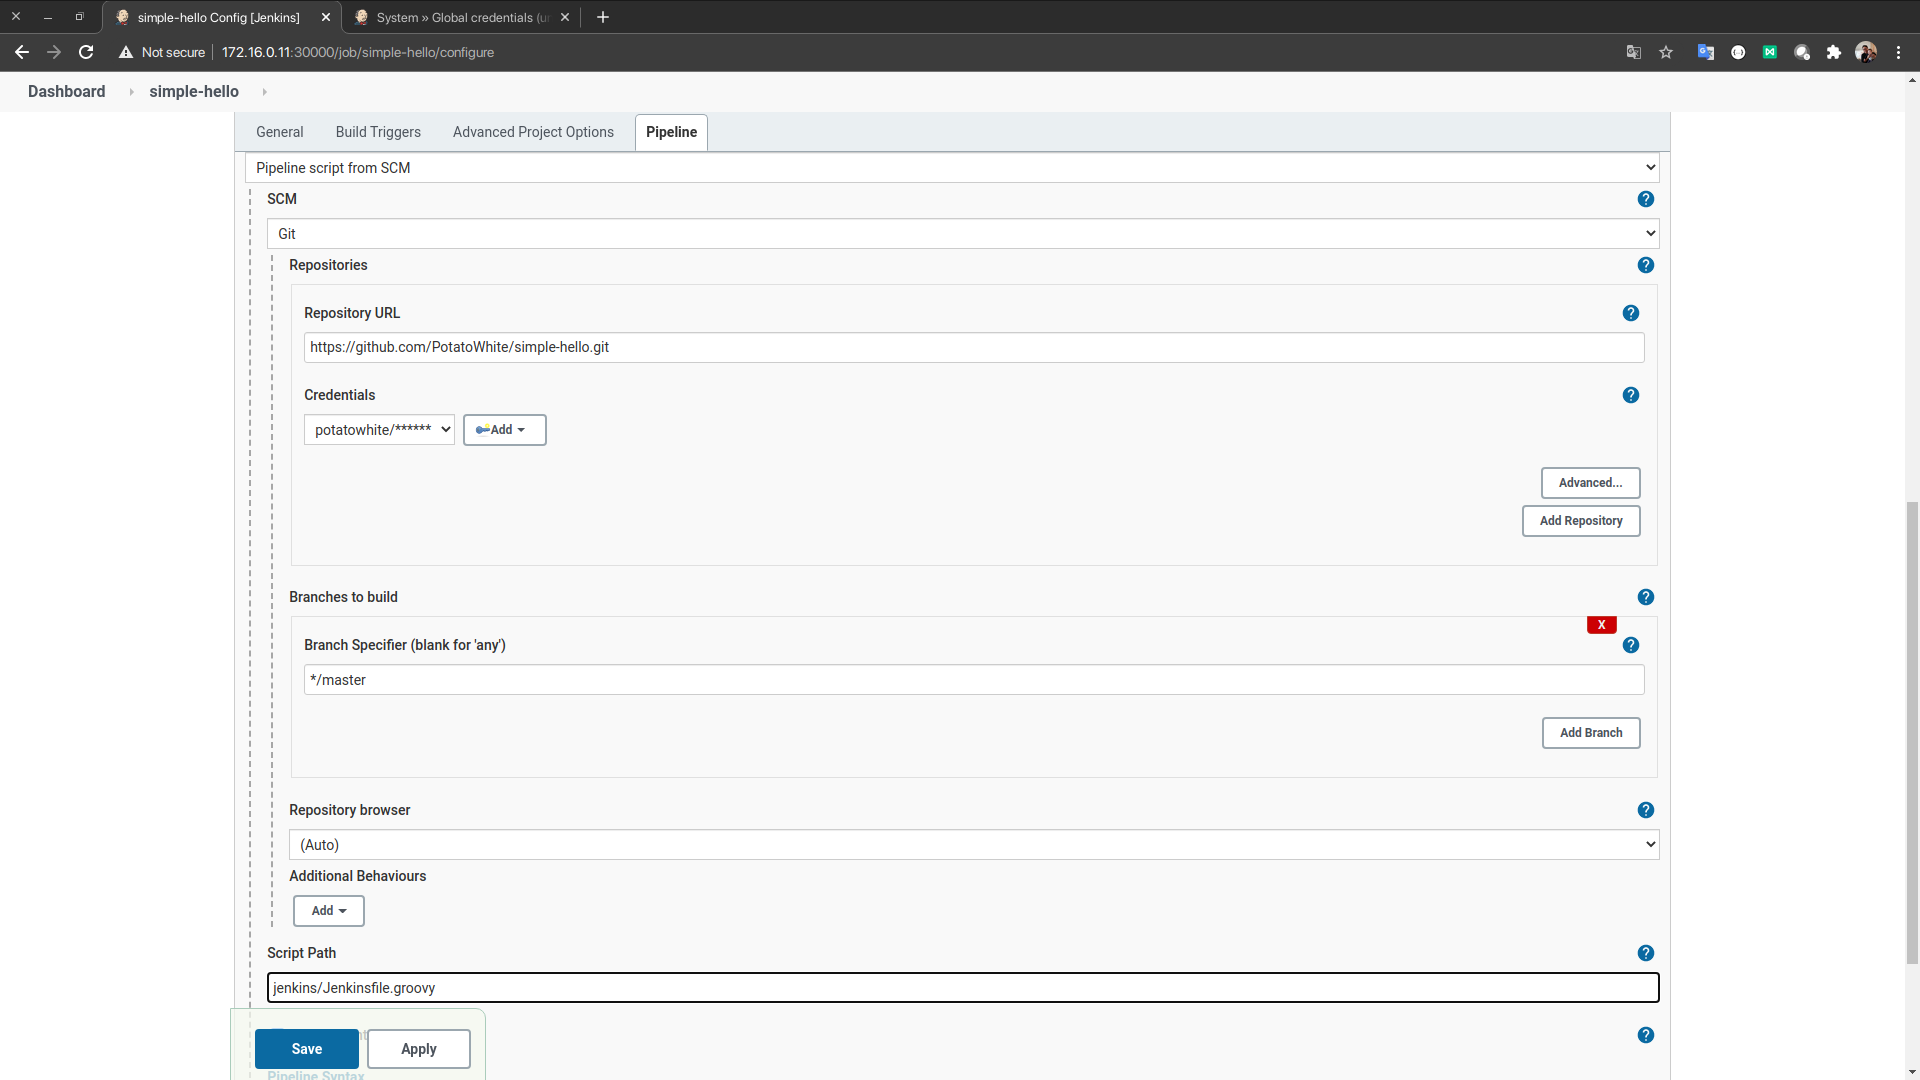 simple-hello Config [Jenkins]
System » Global credentials (
Not secure
172.16.0.11:30000/job/simple-hello/configure
Dashboard
simple-hello
General
Build Triggers
Advanced Project Options
Pipeline
Pipeline script from SCM
SCM
Git
Repositories
Repository URL
https://github.com/PotatoWhite/simple-hello.git
Credentials
potatowhite/******
Add
Advanced...
Add Repository
Branches to build
X
Branch Specifier (blank for 'any')
*/master
Add Branch
Repository browser
(Auto)
Additional Behaviours
Add
Script Path
jenkins/Jenkinsfile.groovy
Save
Apply
Pipeline Syntax